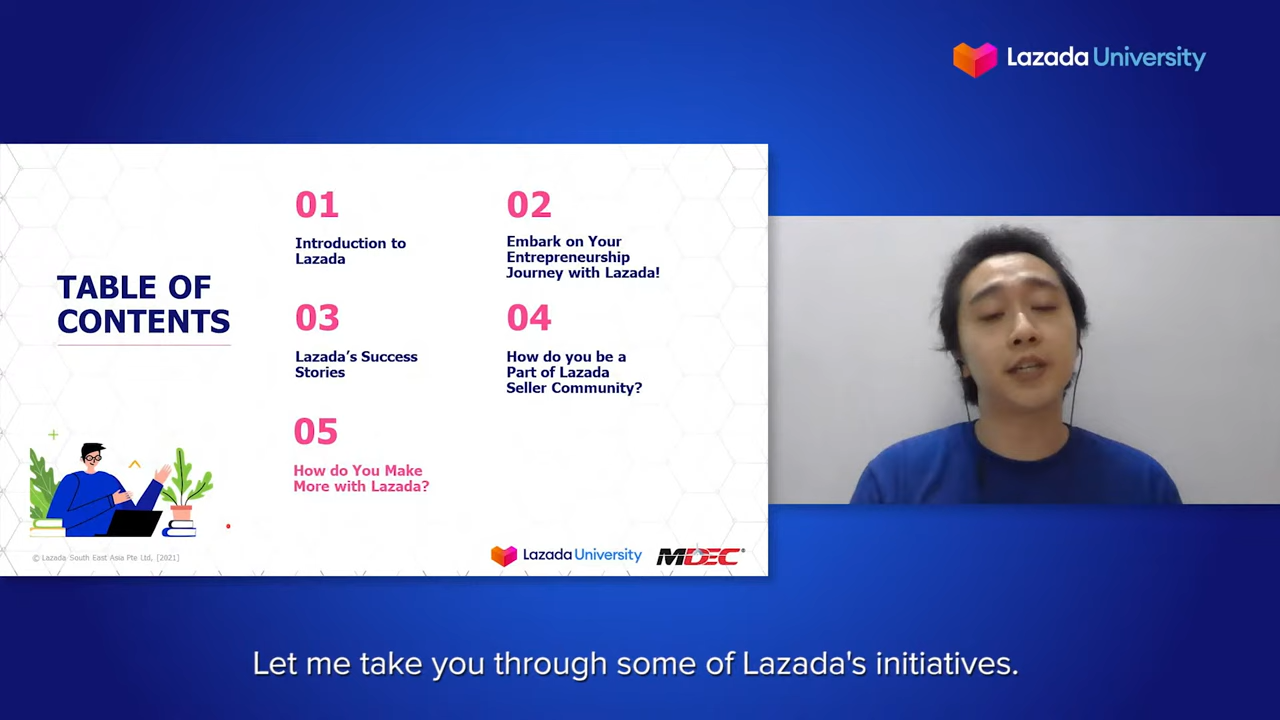 Lazada University
TABLE OF
CONTENTS
01
Introduction to
Lazada
02
Embark on Your
Entrepreneurship
Journey with Lazada!
03
Lazada’s Success
Stories
04
How do you be a
Part of Lazada
Seller Community?
05
How do You Make
More with Lazada?
© Lazada South East Asia Pte Ltd, [2021]
Lazada University
MDEC
Let me take you through some of Lazada's initiatives.